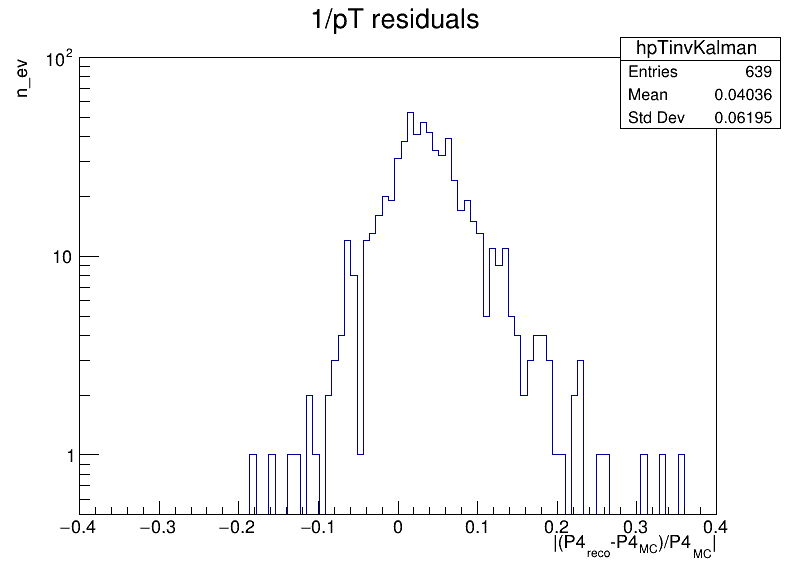 1/pT residuals
n_ev
hpTinvKalman
Entries 639
Mean 0.04036
Std Dev 0.06195
10²
10
1
−0.4 −0.3 −0.2 −0.1 0 0.1 0.2 0.3 0.4
|(P4reco-P4MC)/P4MC|